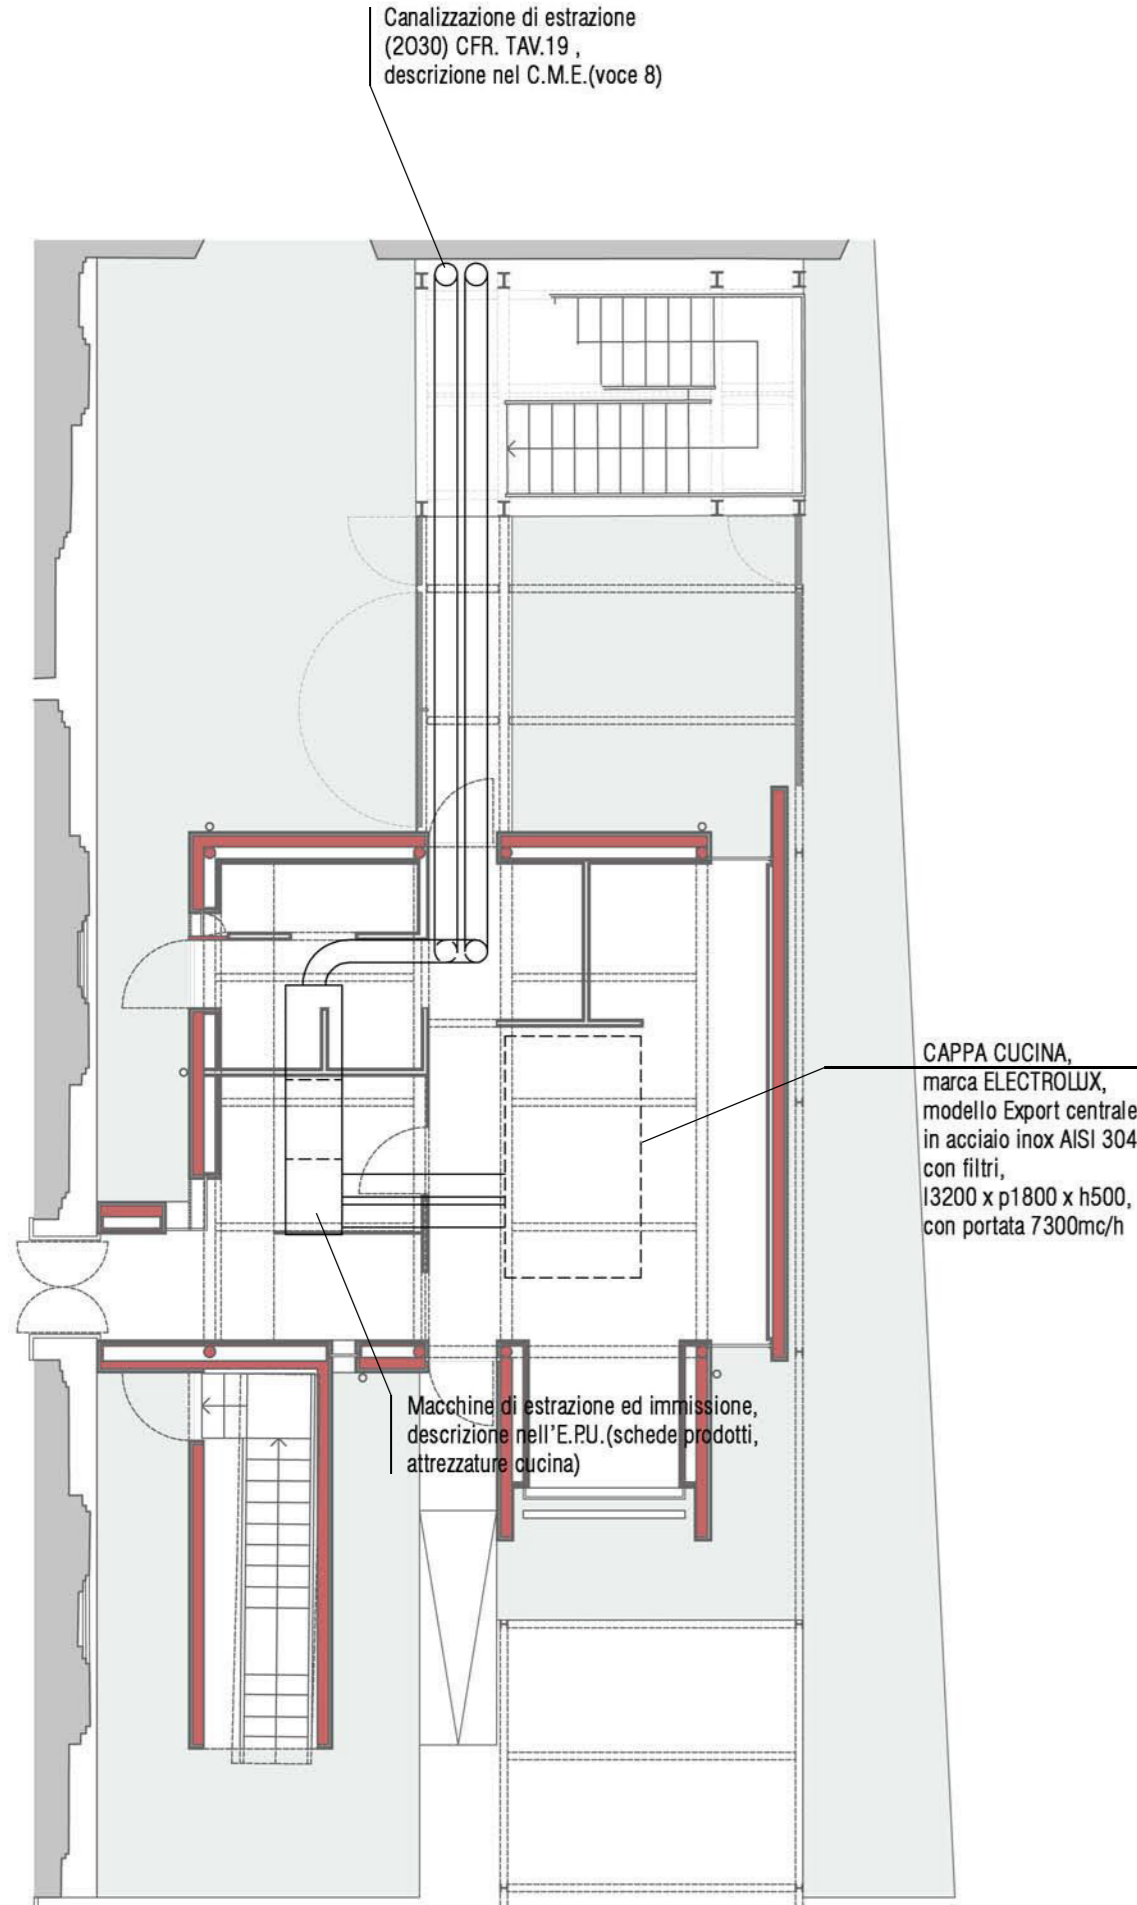 Canalizzazione di estrazione
(2030) CFR. TAV.19 ,
descrizione nel C.M.E.(voce 8)
CAPPA CUCINA,
marca ELECTROLUX,
modello Export centrale
in acciaio inox AISI 304
con filtri,
l3200 x p1800 x h500,
con portata 7300mc/h
Macchine di estrazione ed immissione,
descrizione nell'E.P.U.(schede prodotti,
attrezzature cucina)